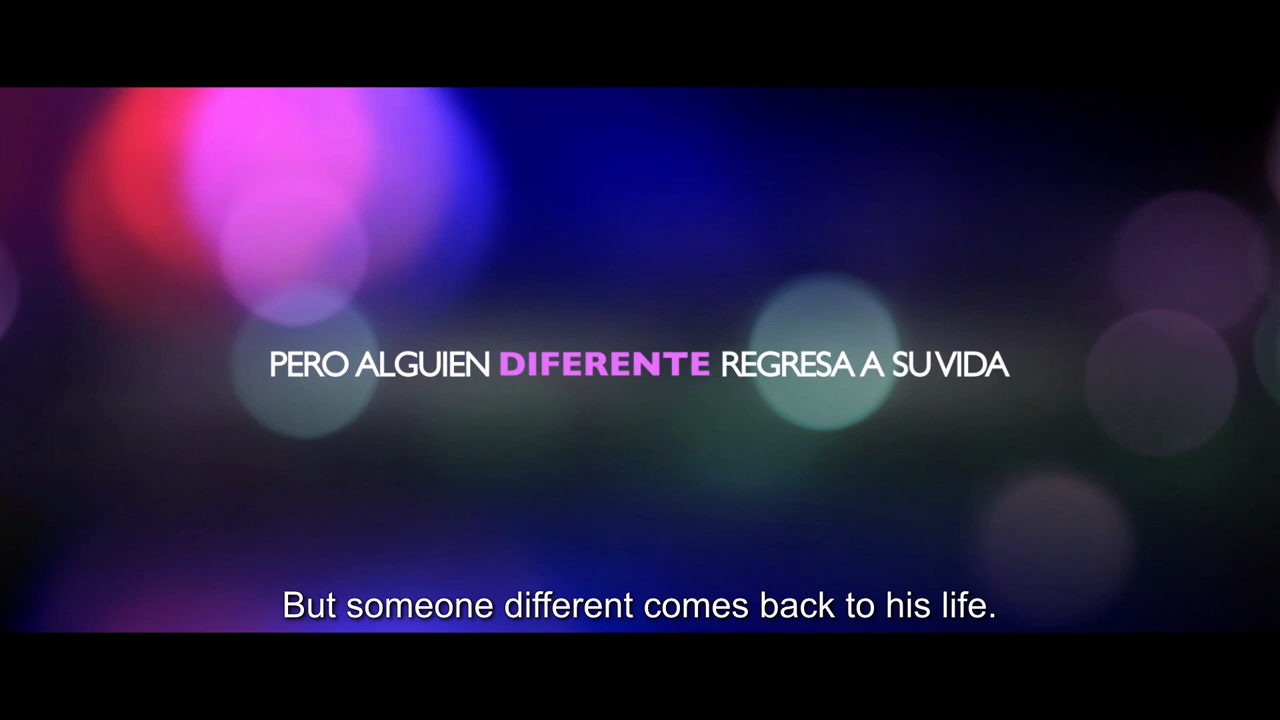 PERO ALGUIEN DIFERENTE REGRESA A SU VIDA
But someone different comes back to his life.